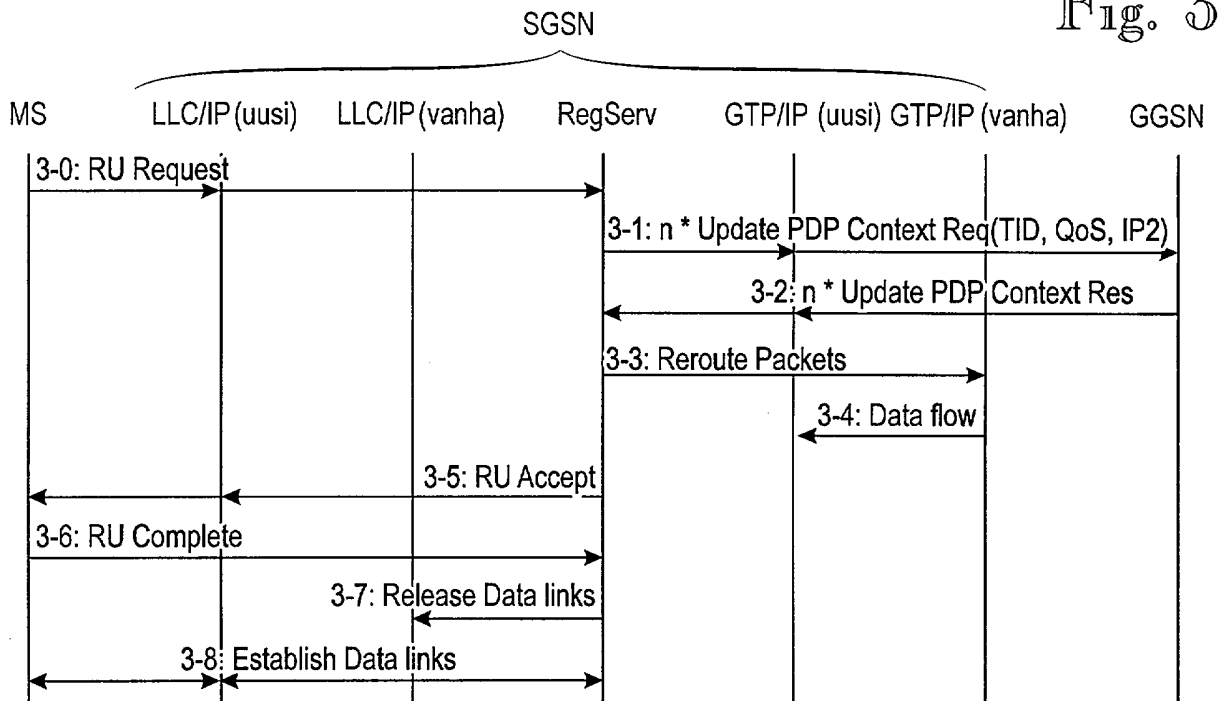 Fig. 3
SGSN
MS LLC/IP (uusi) LLC/IP (vanha) RegServ GTP/IP (uusi) GTP/IP (vanha) GGSN
3-0: RU Request
3-1: n * Update PDP Context Req(TID, QoS, IP2)
3-2: n * Update PDP Context Res
3-3: Reroute Packets
3-4: Data flow
3-5: RU Accept
3-6: RU Complete
3-7: Release Data links
3-8: Establish Data links